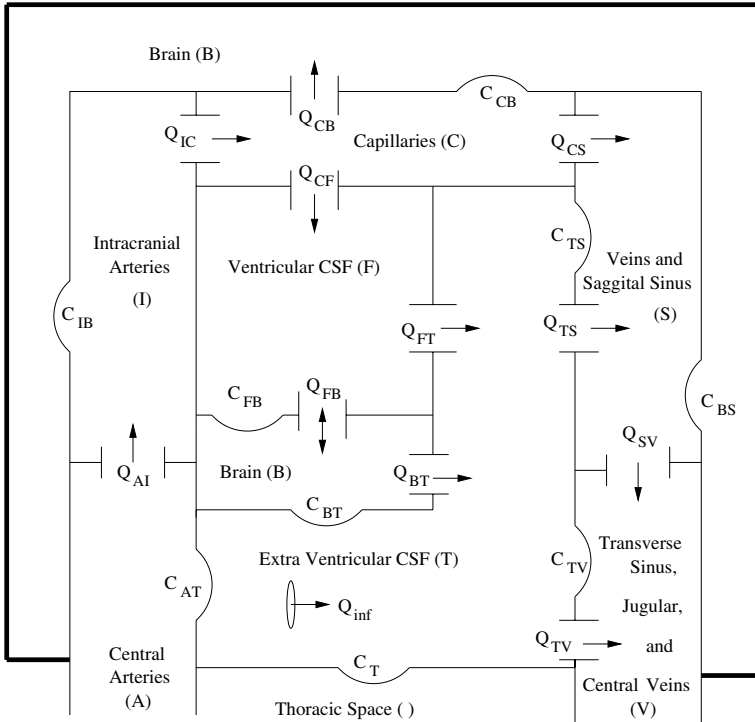 Brain (B)
C CB
Q CB
Q IC
Capillaries (C)
Q CS
Q CF
Intracranial
Arteries
(I)
Ventricular CSF (F)
C TS
Veins and
Saggital Sinus
(S)
C IB
Q FT
Q TS
C FB
Q FB
C BS
Q SV
Q AI
Brain (B)
Q BT
C BT
Extra Ventricular CSF (T)
C TV
Transverse
Sinus,
Jugular,
and
Central Veins
(V)
C AT
Q inf
Q TV
Central
Arteries
(A)
C T
Thoracic Space ( )